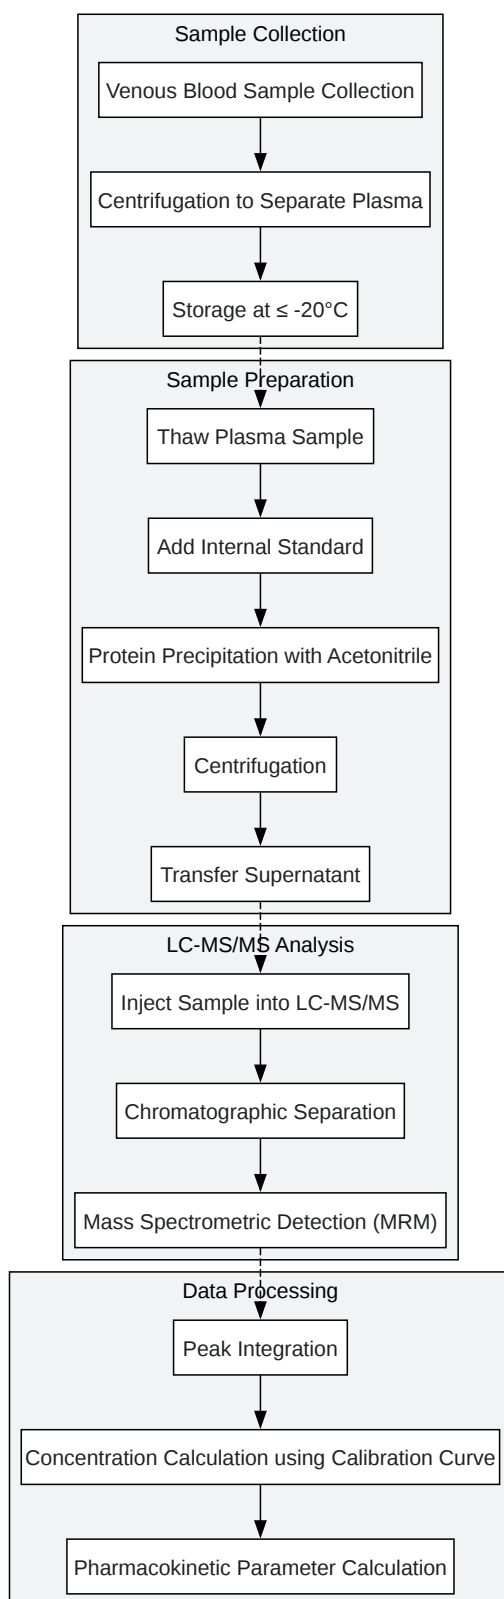 Sample Collection
Venous Blood Sample Collection
Centrifugation to Separate Plasma
Storage at ≤ -20°C
Sample Preparation
Thaw Plasma Sample
Add Internal Standard
Protein Precipitation with Acetonitrile
Centrifugation
Transfer Supernatant
LC-MS/MS Analysis
Inject Sample into LC-MS/MS
Chromatographic Separation
Mass Spectrometric Detection (MRM)
Data Processing
Peak Integration
Concentration Calculation using Calibration Curve
Pharmacokinetic Parameter Calculation